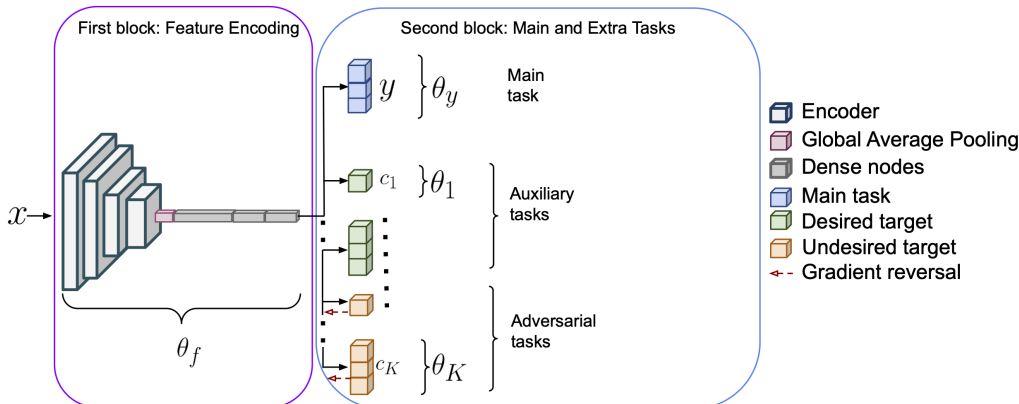 First block: Feature Encoding
Second block: Main and Extra Tasks
x
θ_f
y
θ_y
Main
task
c_1
θ_1
Auxiliary
tasks
Adversarial
tasks
c_K
θ_K
Encoder
Global Average Pooling
Dense nodes
Main task
Desired target
Undesired target
Gradient reversal